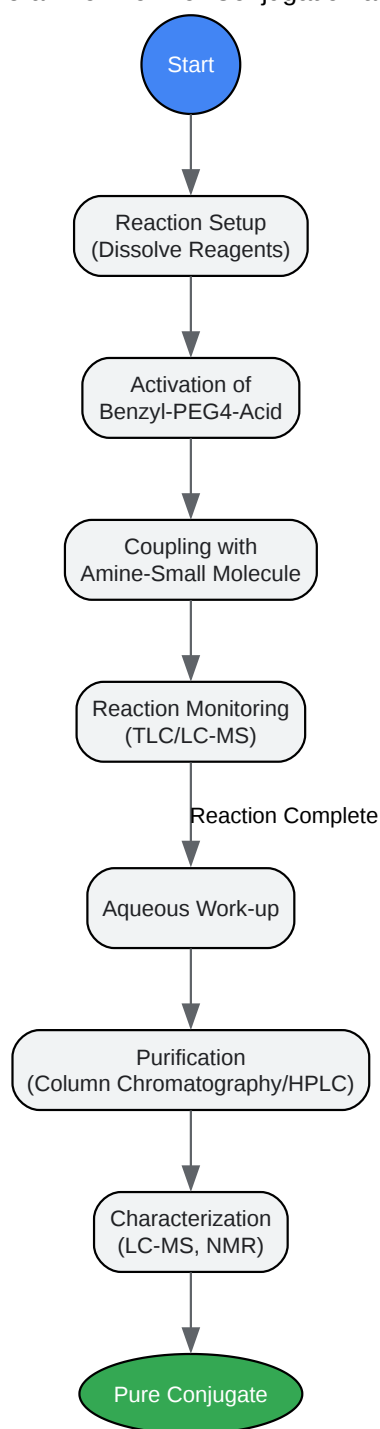 Start
Reaction Setup
(Dissolve Reagents)
Activation of
Benzyl-PEG4-Acid
Coupling with
Amine-Small Molecule
Reaction Monitoring
(TLC/LC-MS)
Reaction Complete
Aqueous Work-up
Purification
(Column Chromatography/HPLC)
Characterization
(LC-MS, NMR)
Pure Conjugate